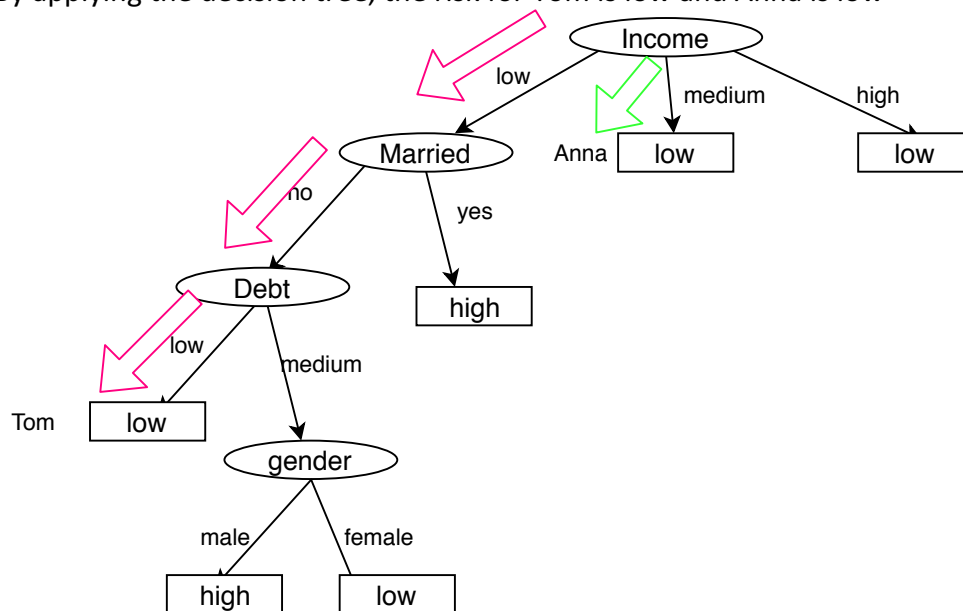 By applying the decision tree, the risk for Tom is low and Anna is low
Income
low
medium
high
Married
Anna
low
low
no
yes
Debt
high
low
medium
Tom
low
gender
male
female
high
low